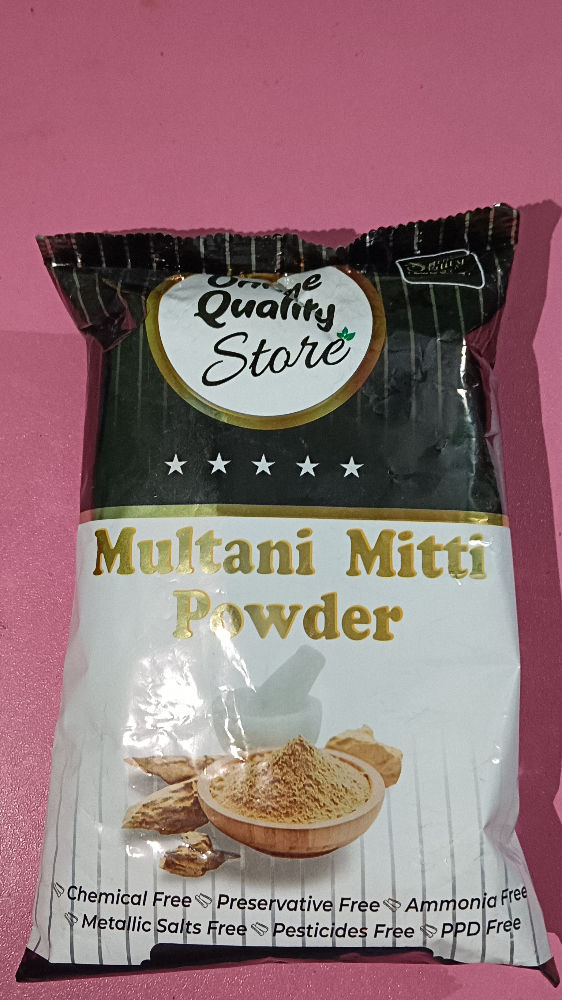 Quality
Store
Multani Mitti
Powder
Chemical Free Preservative Free Ammonia Free
Metallic Salts Free Pesticides Free PPD Free